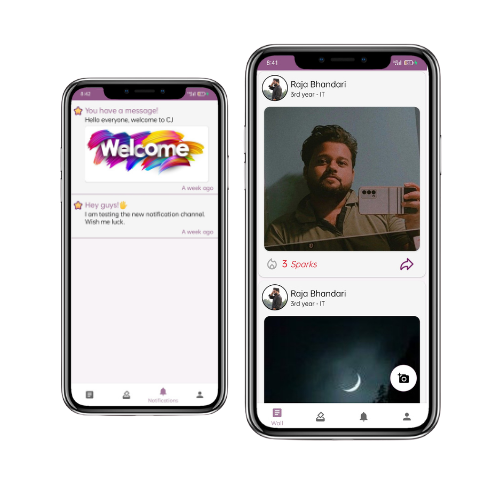 8:42
You have a message!
Hello everyone, welcome to CJ
Welcome
A week ago
Hey guys!🖐
I am testing the new notification channel.
Wish me luck.
A week ago
Notifications
8:41
Raja Bhandari
3rd year - IT
3 Sparks
Raja Bhandari
3rd year - IT
Wall